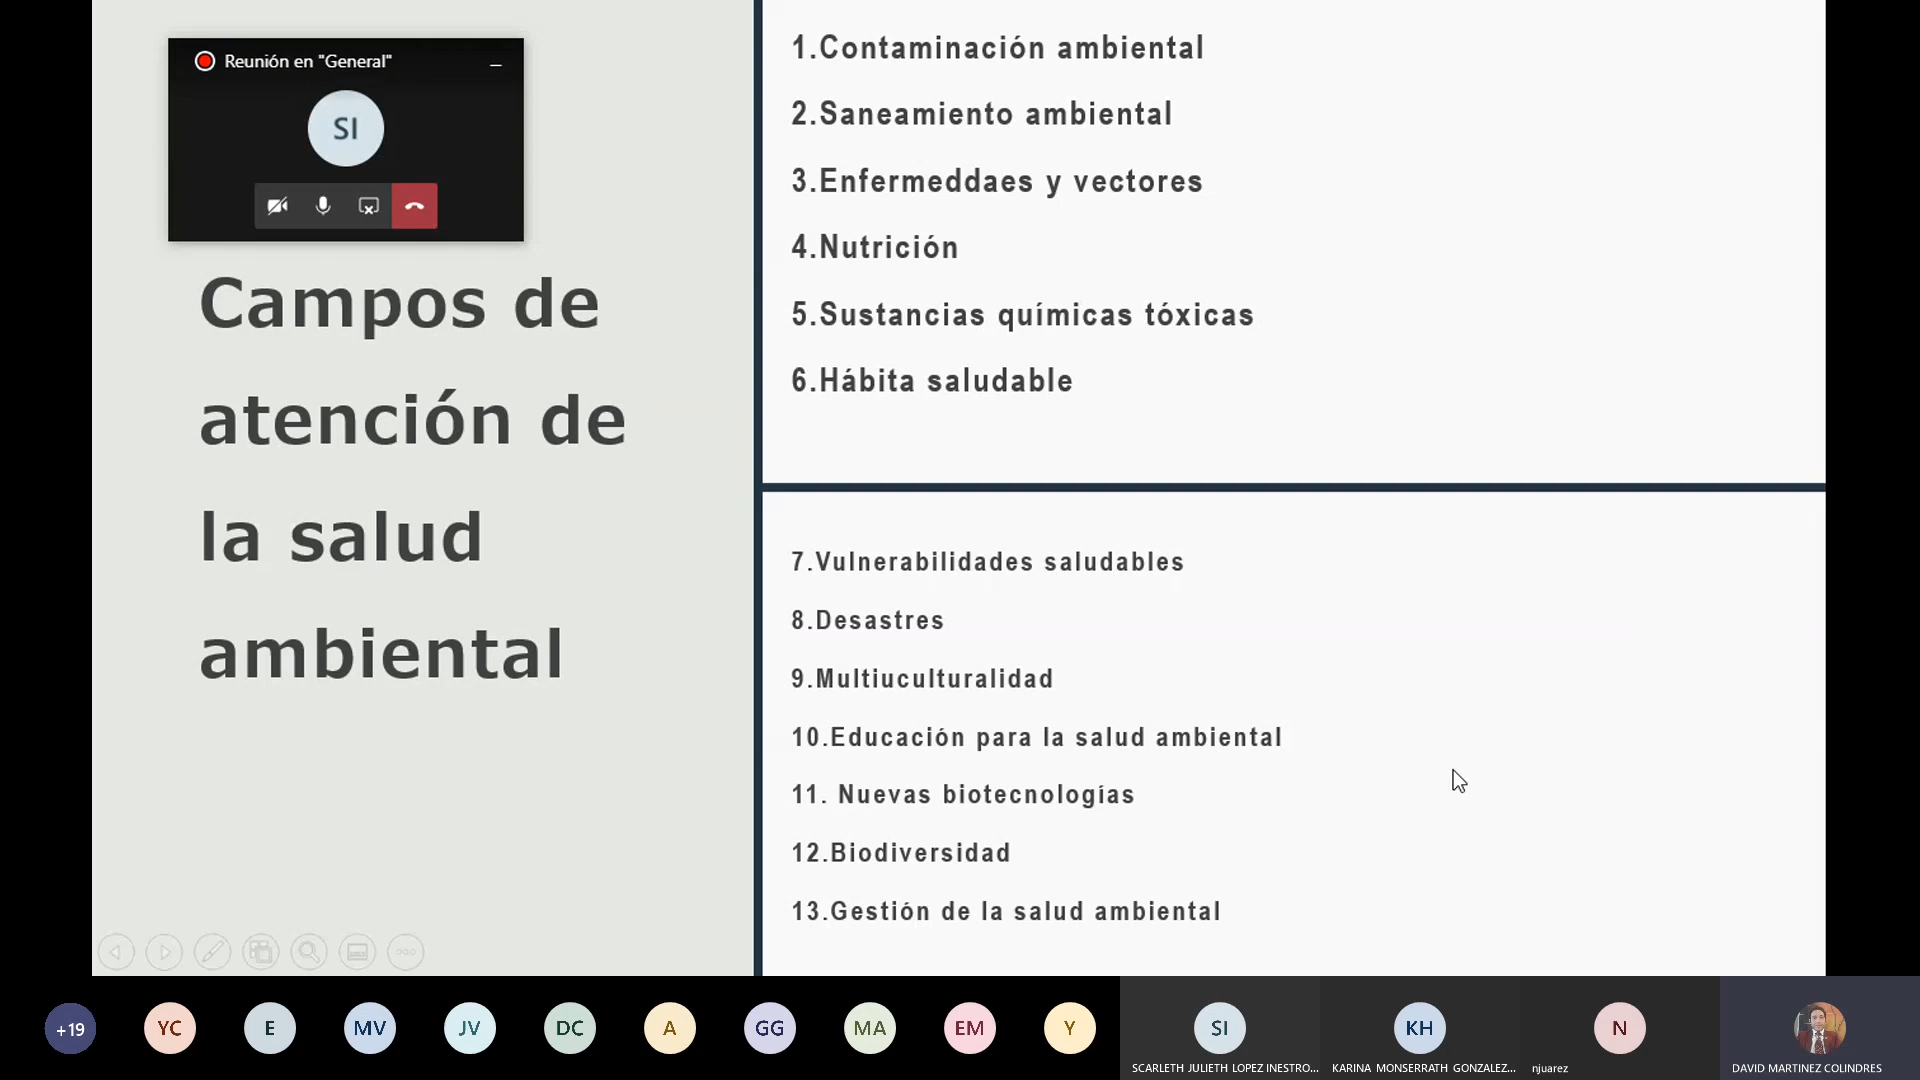 Reunión en "General"
SI
Campos de
atención de
la salud
ambiental
1.Contaminación ambiental
2.Saneamiento ambiental
3.Enfermeddaes y vectores
4.Nutrición
5.Sustancias químicas tóxicas
6.Hábita saludable
7.Vulnerabilidades saludables
8.Desastres
9.Multiuculturalidad
10.Educación para la salud ambiental
11. Nuevas biotecnologías
12.Biodiversidad
13.Gestión de la salud ambiental
+19
YC
E
MV
JV
DC
A
GG
MA
EM
Y
SI
KH
N
SCARLETH JULIETH LOPEZ INESTRO...
KARINA MONSERRATH GONZALEZ...
njuarez
DAVID MARTINEZ COLINDRES